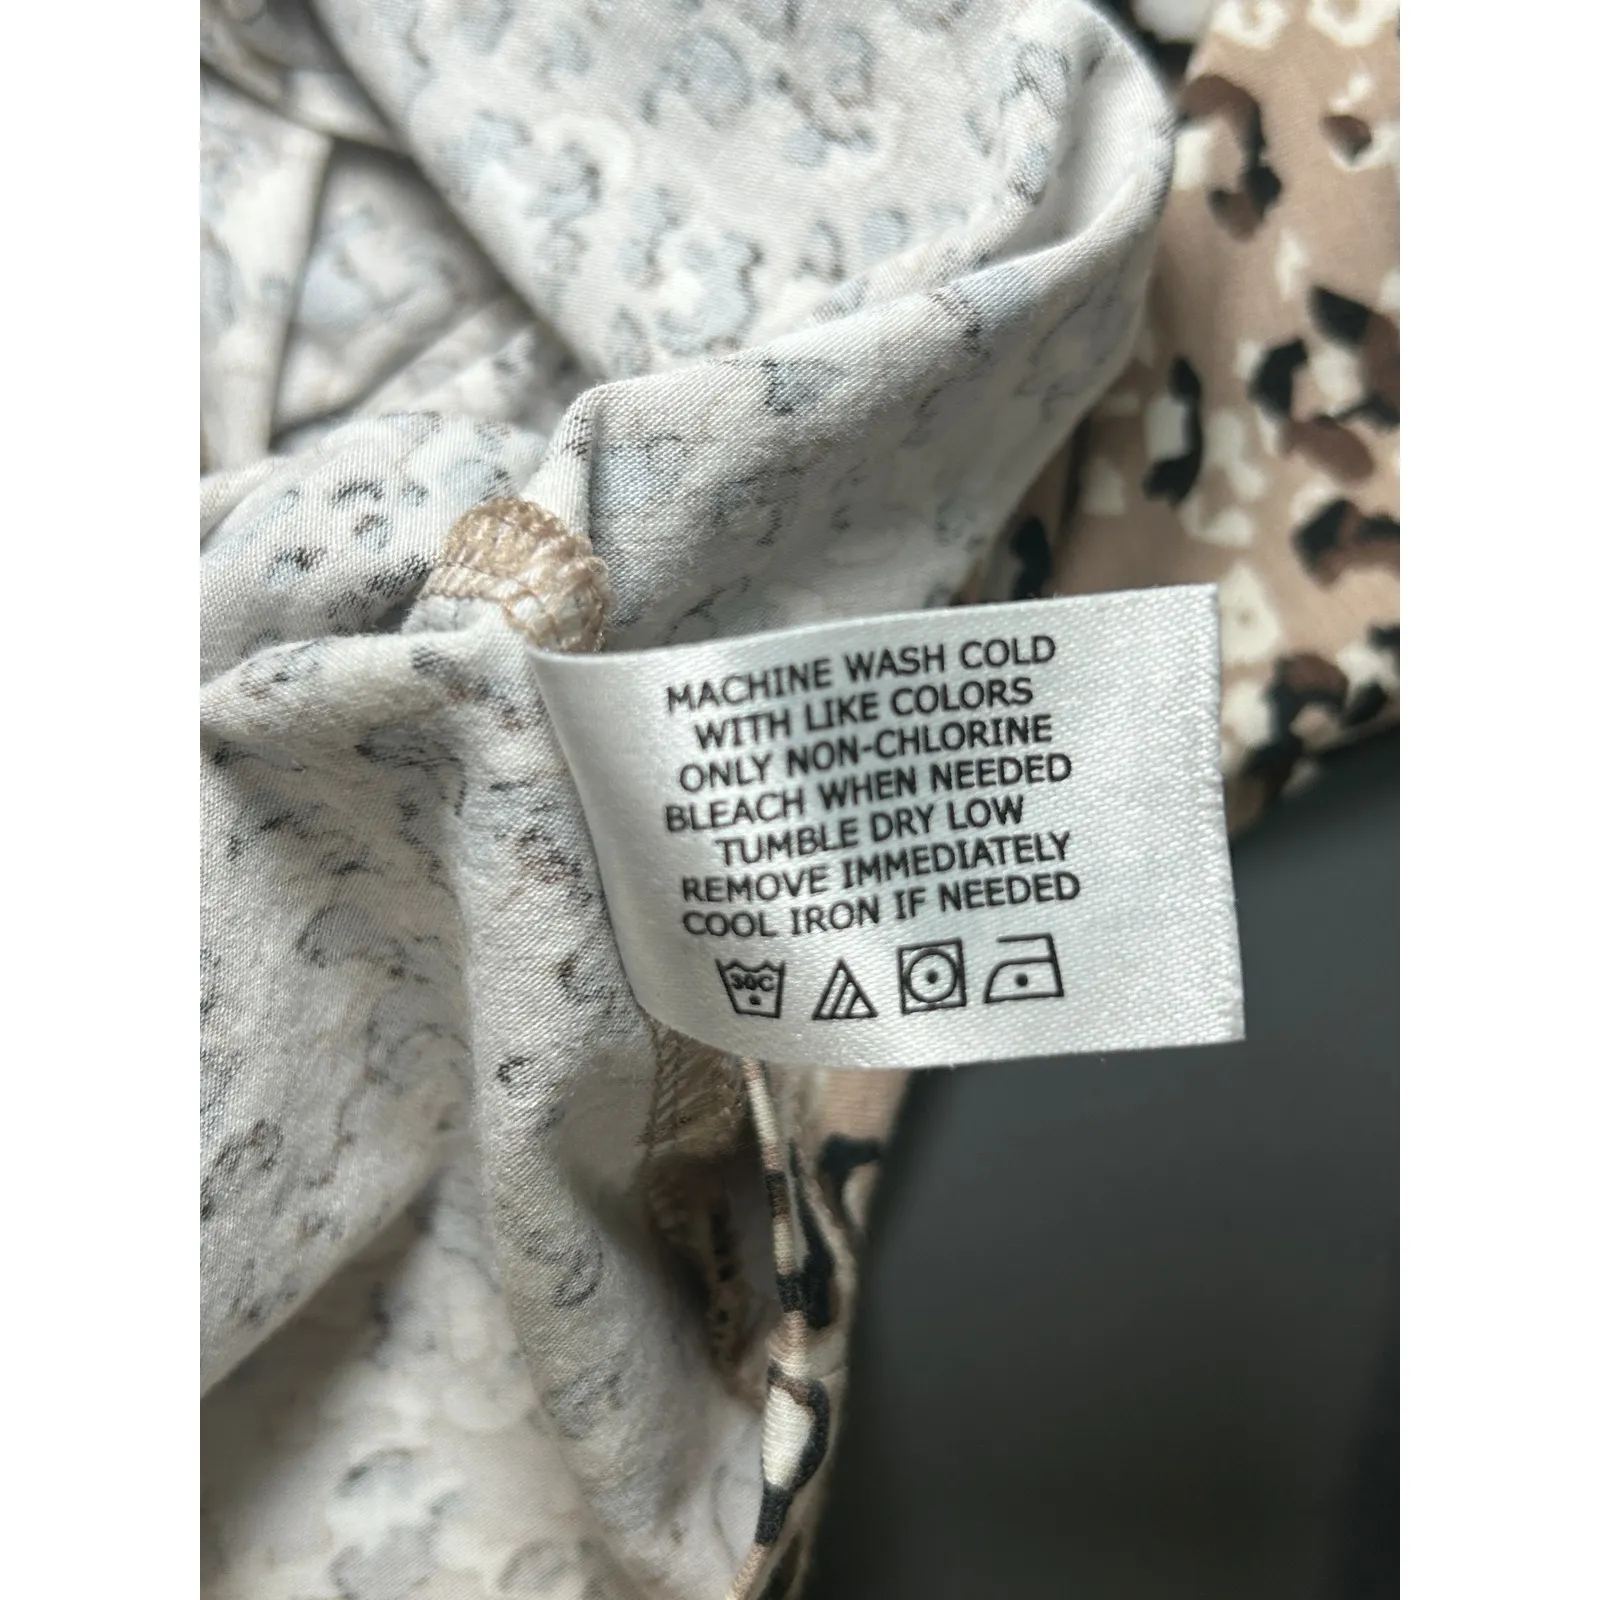 MACHINE WASH COLD
WITH LIKE COLORS
ONLY NON-CHLORINE
BLEACH WHEN NEEDED
TUMBLE DRY LOW
REMOVE IMMEDIATELY
COOL IRON IF NEEDED
30C